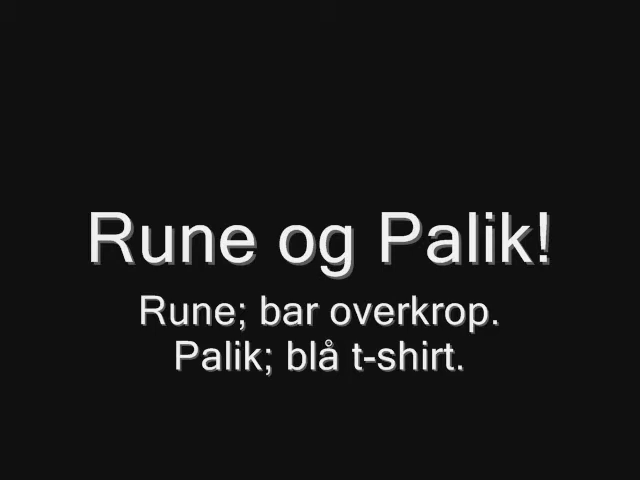 Rune og Palik!
Rune; bar overkrop.
Palik; blå t-shirt.